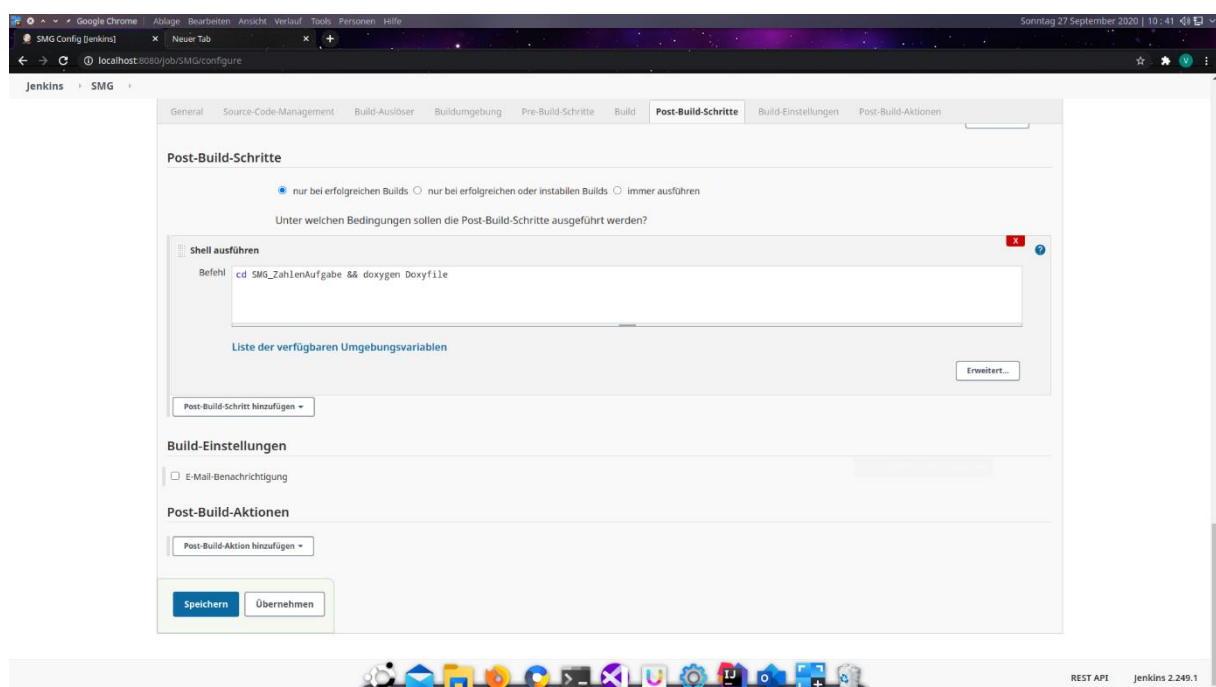 Google Chrome Ablage Bearbeiten Ansicht Verlauf Tools Personen Hilfe Sonntag 27 September 2020 | 10:41
SMG Config [Jenkins] Neuer Tab
localhost:8080/job/SMG/configure V
Jenkins SMG
General Source-Code-Management Build-Auslöser Buildumgebung Pre-Build-Schritte Build Post-Build-Schritte Build-Einstellungen Post-Build-Aktionen
Post-Build-Schritte
nur bei erfolgreichen Builds nur bei erfolgreichen oder instabilen Builds immer ausführen
Unter welchen Bedingungen sollen die Post-Build-Schritte ausgeführt werden?
X
Shell ausführen
Befehl cd SMG_ZahlenAufgabe && doxygen Doxyfile
Liste der verfügbaren Umgebungsvariablen
Erweitert...
Post-Build-Schritt hinzufügen
Build-Einstellungen
E-Mail-Benachrichtigung
Post-Build-Aktionen
Post-Build-Aktion hinzufügen
Speichern Übernehmen
REST API Jenkins 2.249.1